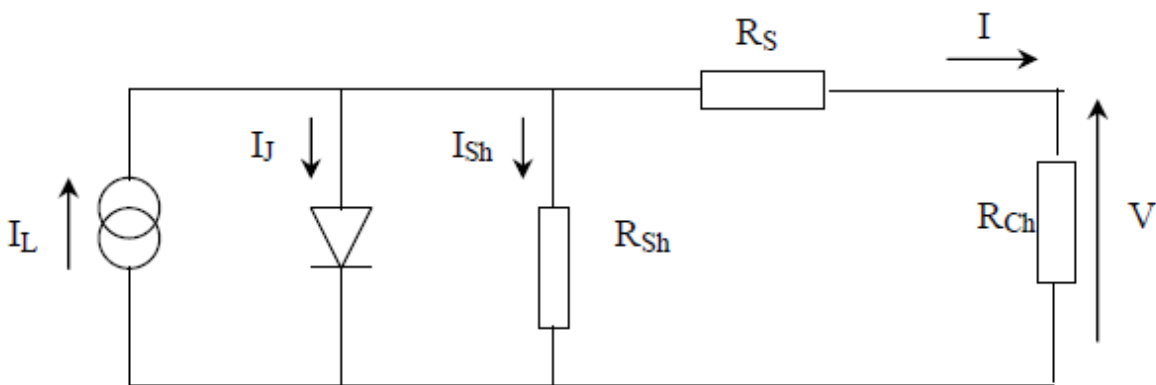 R_S
I
I_J
I_Sh
I_L
R_Sh
R_Ch
V